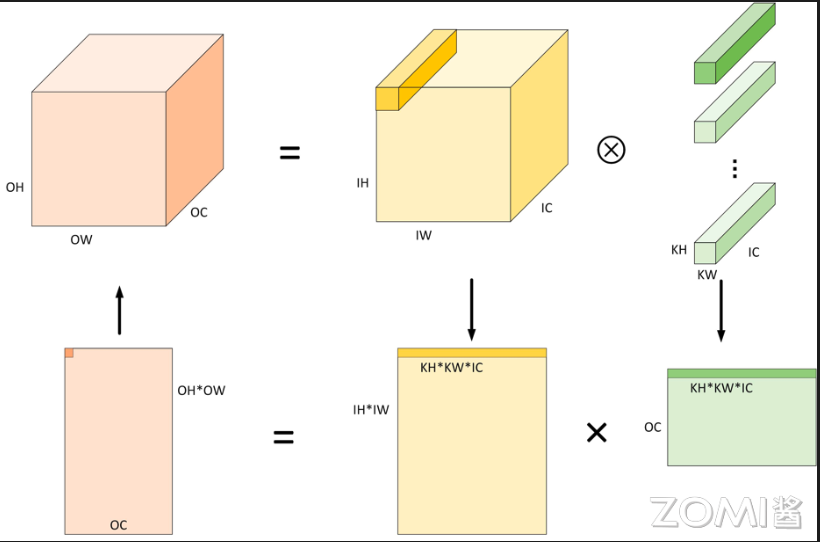 OH
OW
OC
=
IH
IW
IC
⊗
⋮
KH
KW
IC
OH*OW
OC
=
KH*KW*IC
IH*IW
×
KH*KW*IC
OC
ZOMI酱